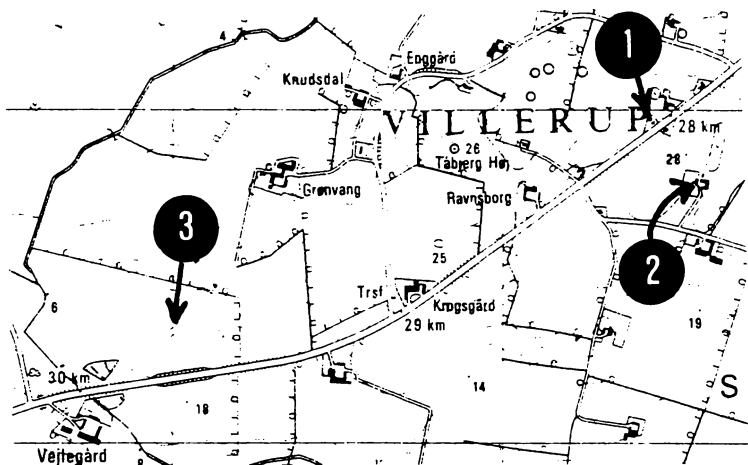 4
Enggård
1
Knudsdal
VILLERUP
28 km
26
Tåbjerg Høj
28
Grønvang
Ravnsborg
3
25
2
Trsf
Krogsgård
6
29 km
19
30 km
14
S
18
Vejlegård
8